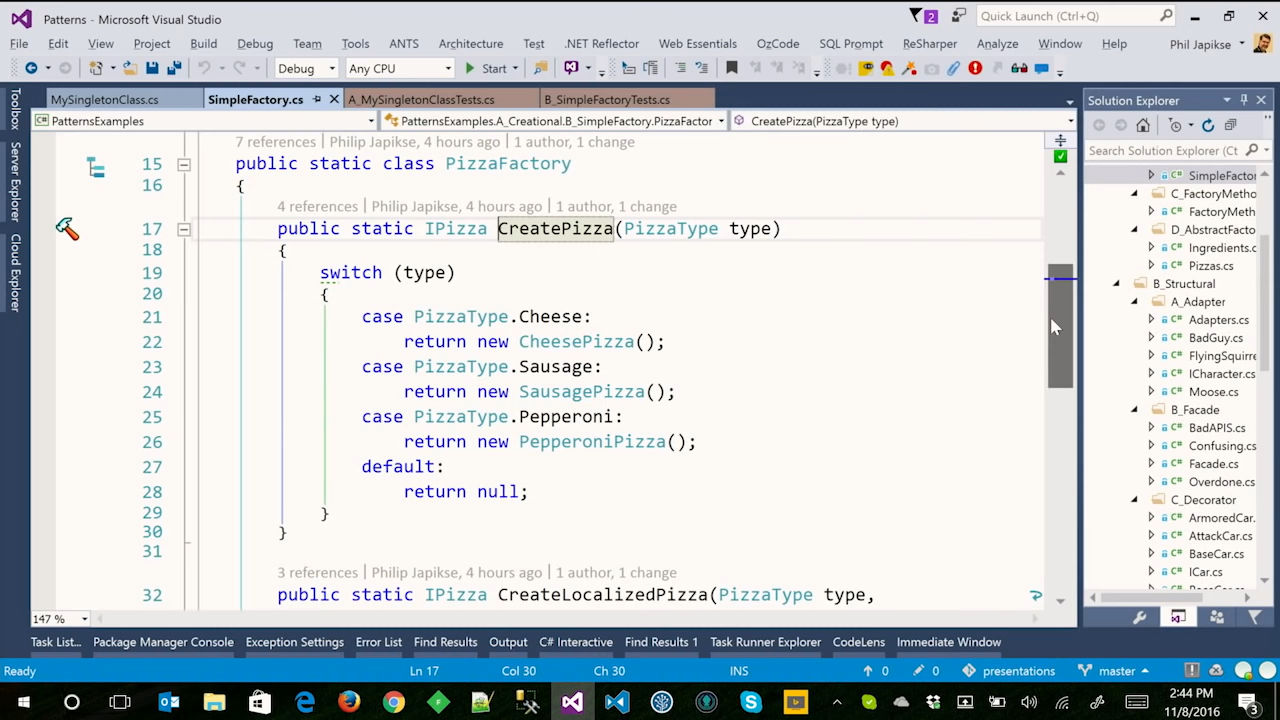 Patterns - Microsoft Visual Studio
2
Quick Launch (Ctrl+Q)
File Edit View Project Build Debug Team Tools ANTS Architecture Test .NET Reflector Web Essentials OzCode SQL Prompt ReSharper Analyze Window Help Phil Japikse
Debug Any CPU Start
MySingletonClass.cs SimpleFactory.cs A_MySingletonClassTests.cs B_SimpleFactoryTests.cs
PatternsExamples PatternsExamples.A_Creational.B_SimpleFactory.PizzaFactor CreatePizza(PizzaType type)
Toolbox
Server Explorer
Cloud Explorer
7 references | Philip Japikse, 4 hours ago | 1 author, 1 change
15 public static class PizzaFactory
16 {
4 references | Philip Japikse, 4 hours ago | 1 author, 1 change
17 public static IPizza CreatePizza(PizzaType type)
18 {
19 switch (type)
20 {
21 case PizzaType.Cheese:
22 return new CheesePizza();
23 case PizzaType.Sausage:
24 return new SausagePizza();
25 case PizzaType.Pepperoni:
26 return new PepperoniPizza();
27 default:
28 return null;
29 }
30 }
31
3 references | Philip Japikse, 4 hours ago | 1 author, 1 change
32 public static IPizza CreateLocalizedPizza(PizzaType type,
147 %
Solution Explorer
Search Solution Explorer (Ct
C# SimpleFactor
C_FactoryMetho
C# FactoryMeth
D_AbstractFacto
C# Ingredients.c
C# Pizzas.cs
B_Structural
A_Adapter
C# Adapters.cs
C# BadGuy.cs
C# FlyingSquirre
C# ICharacter.cs
C# Moose.cs
B_Facade
C# BadAPIS.cs
C# Confusing.cs
C# Facade.cs
C# Overdone.cs
C_Decorator
C# ArmoredCar.
C# AttackCar.cs
C# BaseCar.cs
C# ICar.cs
Task List... Package Manager Console Exception Settings Error List Find Results Output C# Interactive Find Results 1 Task Runner Explorer CodeLens Immediate Window
Ready Ln 17 Col 30 Ch 30 INS 0 0 presentations master
2:44 PM
11/8/2016
3